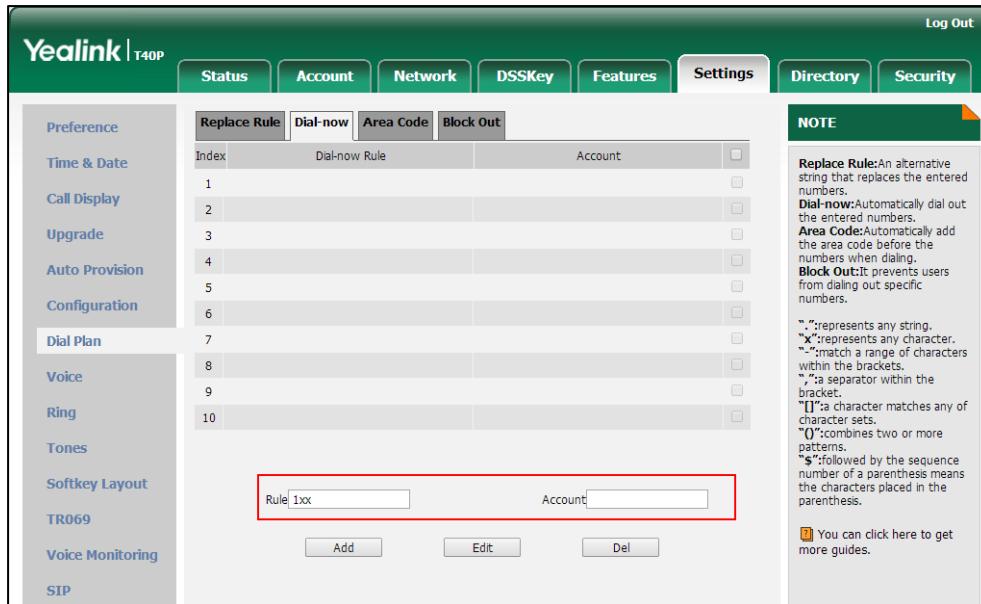 Log Out
Yealink T40P
Status Account Network DSSKey Features Settings Directory Security
Preference
Time & Date
Call Display
Upgrade
Auto Provision
Configuration
Dial Plan
Voice
Ring
Tones
Softkey Layout
TR069
Voice Monitoring
SIP
Replace Rule Dial-now Area Code Block Out
Index Dial-now Rule Account
1
2
3
4
5
6
7
8
9
10
Rule 1xx Account
Add Edit Del
NOTE
Replace Rule:An alternative
string that replaces the entered
numbers.
Dial-now:Automatically dial out
the entered numbers.
Area Code:Automatically add
the area code before the
numbers when dialing.
Block Out:It prevents users
from dialing out specific
numbers.
".":represents any string.
"x":represents any character.
"-":match a range of characters
within the brackets.
",":a separator within the
bracket.
"[]":a character matches any of
character sets.
"()":combines two or more
patterns.
"$":followed by the sequence
number of a parenthesis means
the characters placed in the
parenthesis.
You can click here to get
more guides.